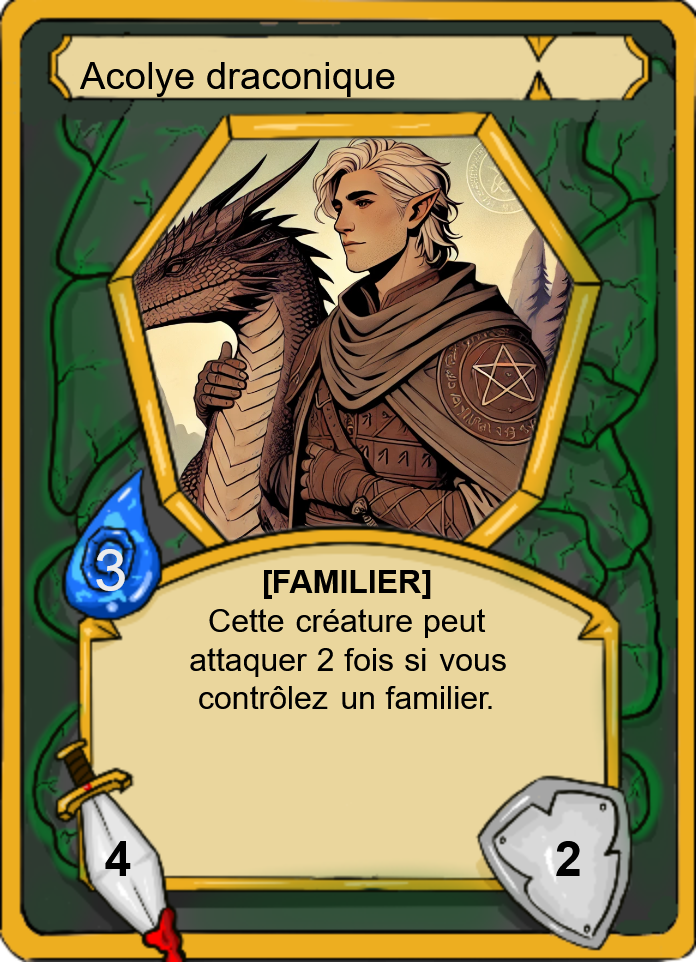 Acolye draconique
3
[FAMILIER]
Cette créature peut
attaquer 2 fois si vous
contrôlez un familier.
4
2